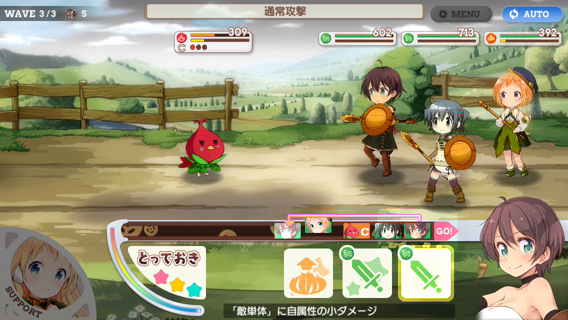 WAVE 3/3 5
通常攻撃
MENU
AUTO
309
C
602
713
392
C
GO!
とっておき
SUPPORT
「敵単体」に自属性の小ダメージ